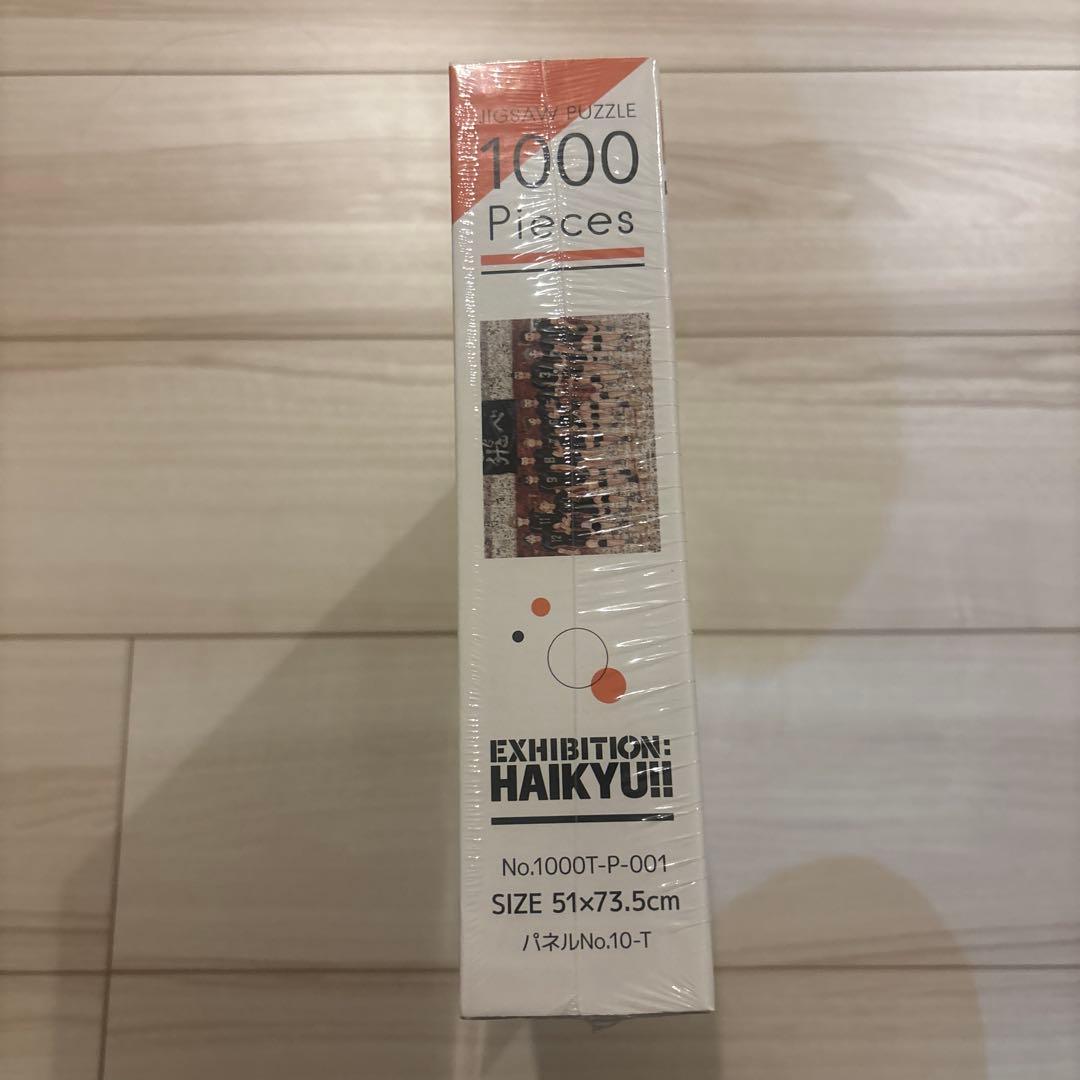 JIGSAW PUZZLE
1000
Pieces
飛べ
EXHIBITION:
HAIKYU!!
No.1000T-P-001
SIZE 51×73.5cm
パネルNo.10-T